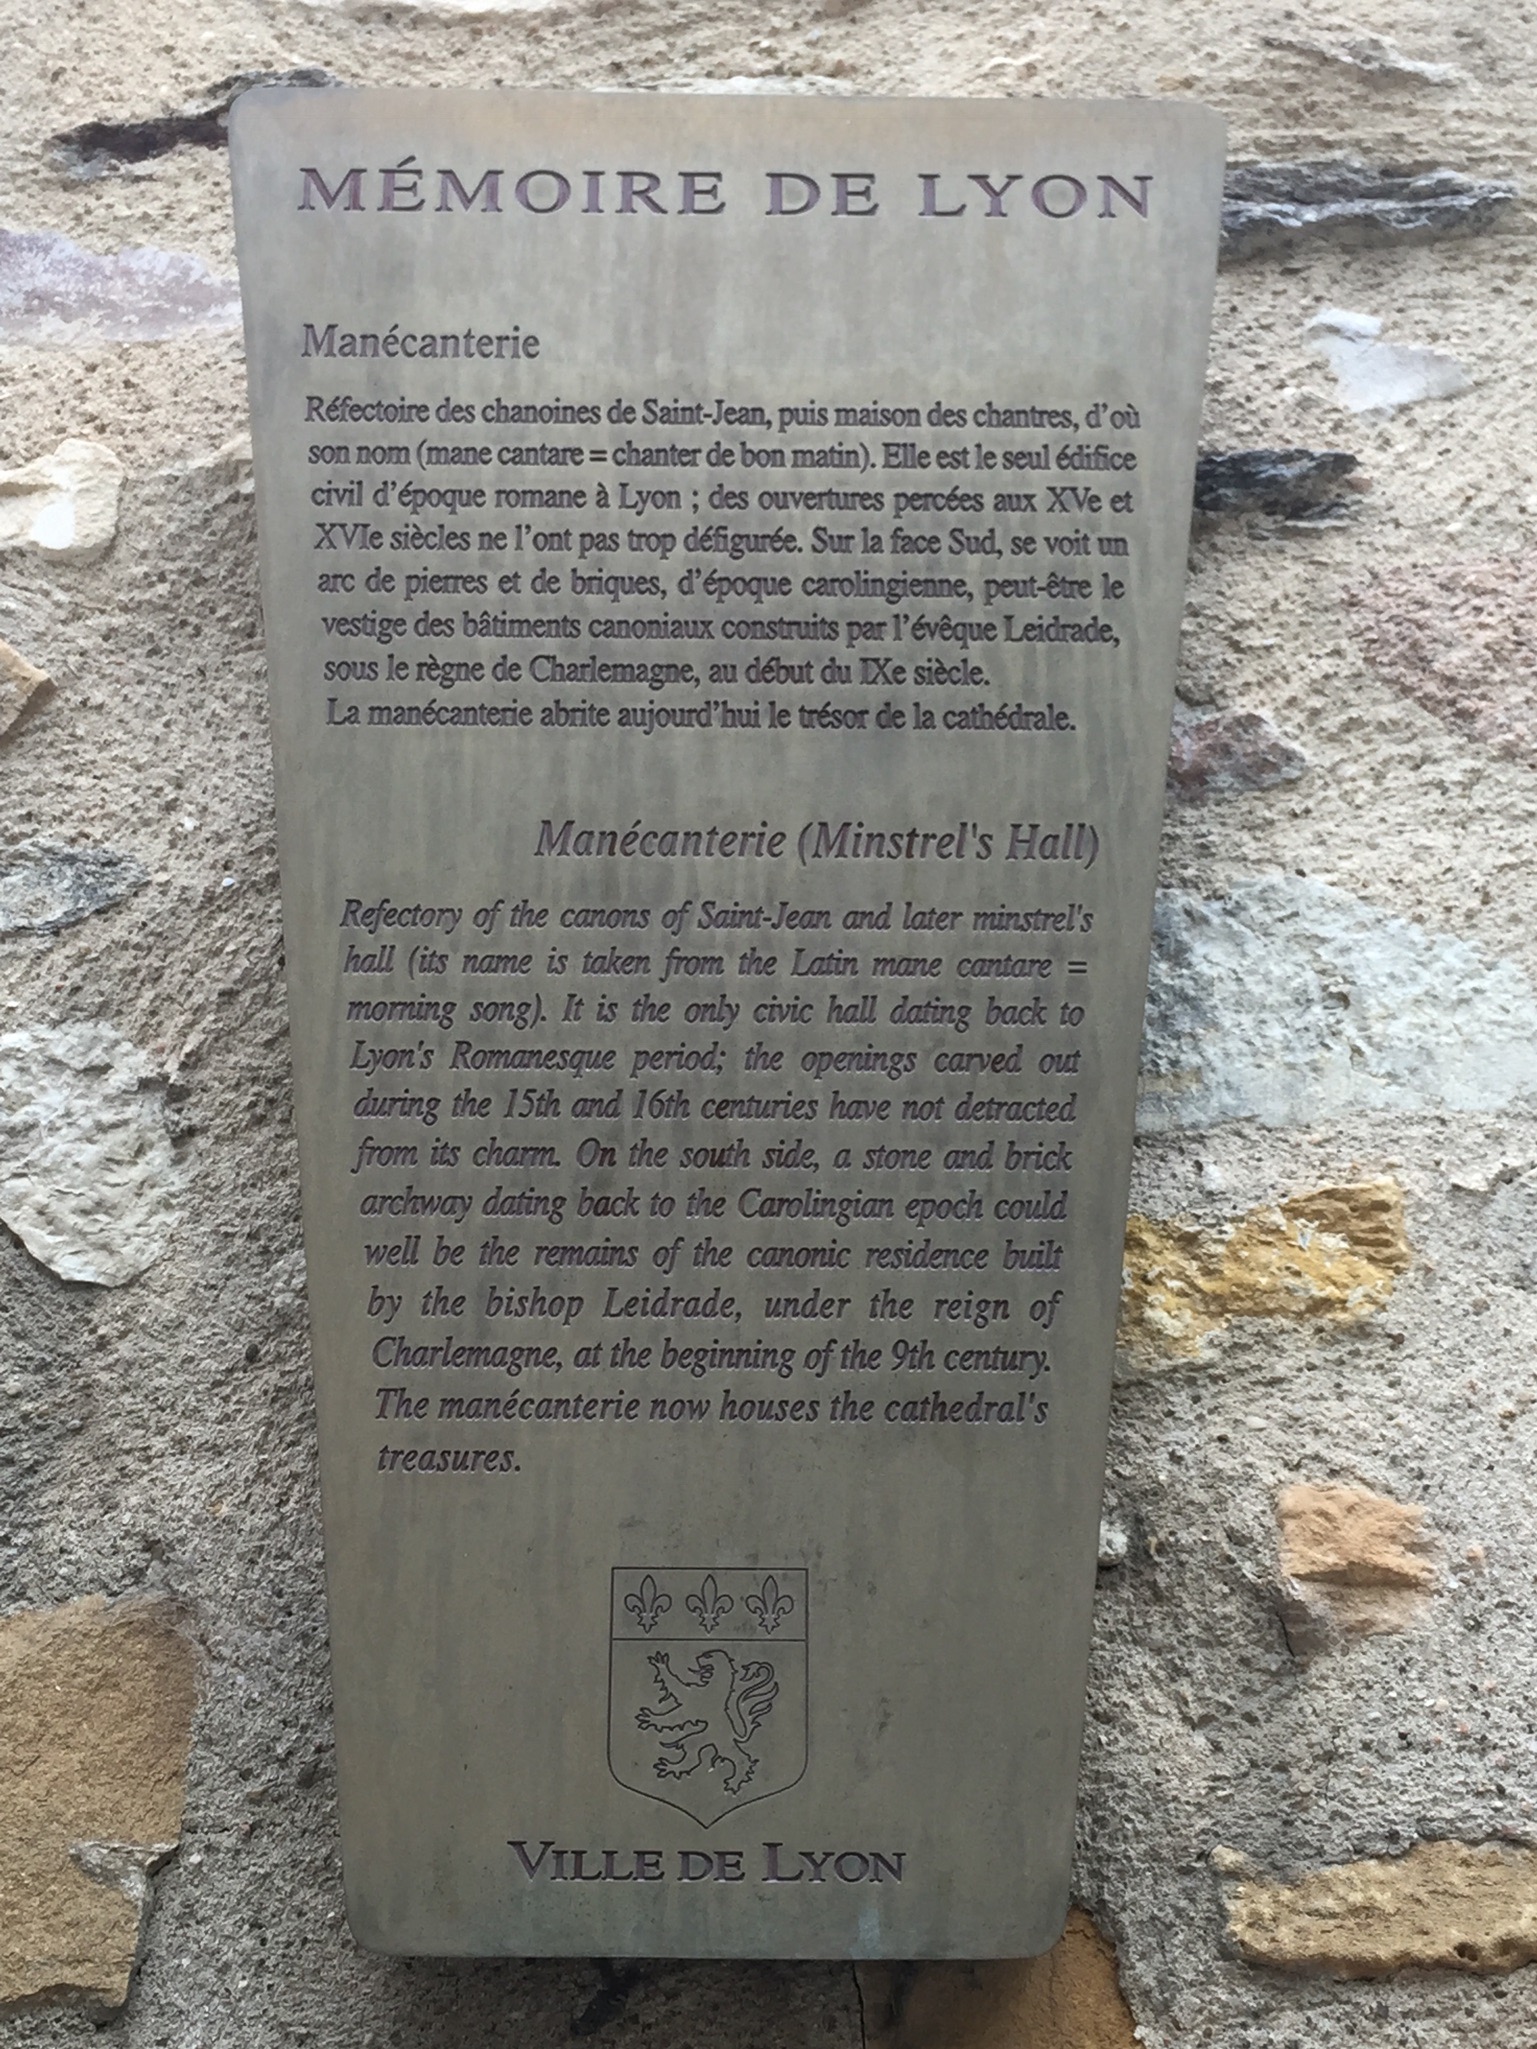 MÉMOIRE DE LYON
Manécanterie
Réfectoire des chanoines de Saint-Jean, puis maison des chantres, d'où
son nom (mane cantare = chanter de bon matin). Elle est le seul édifice
civil d'époque romane à Lyon ; des ouvertures percées aux XVe et
XVIe siècles ne l'ont pas trop défigurée. Sur la face Sud, se voit un
arc de pierres et de briques, d'époque carolingienne, peut-être le
vestige des bâtiments canoniaux construits par l'évêque Leidrade,
sous le règne de Charlemagne, au début du IXe siècle.
La manécanterie abrite aujourd'hui le trésor de la cathédrale.
Manécanterie (Minstrel's Hall)
Refectory of the canons of Saint-Jean and later minstrel's
hall (its name is taken from the Latin mane cantare =
morning song). It is the only civic hall dating back to
Lyon's Romanesque period; the openings carved out
during the 15th and 16th centuries have not detracted
from its charm. On the south side, a stone and brick
archway dating back to the Carolingian epoch could
well be the remains of the canonic residence built
by the bishop Leidrade, under the reign of
Charlemagne, at the beginning of the 9th century.
The manécanterie now houses the cathedral's
treasures.
VILLE DE LYON